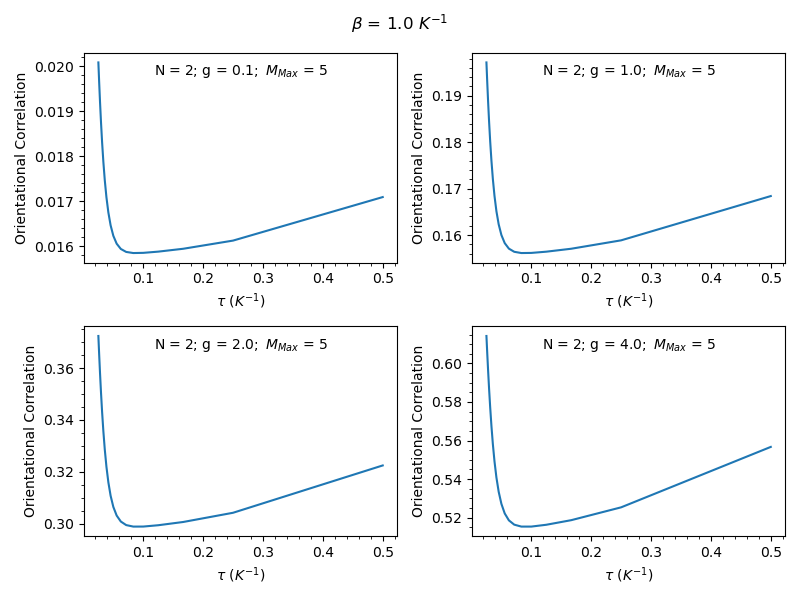 β = 1.0 K⁻¹
N = 2; g = 0.1; M_Max = 5
Orientational Correlation
0.020
0.019
0.018
0.017
0.016
0.1 0.2 0.3 0.4 0.5
τ (K⁻¹)
N = 2; g = 1.0; M_Max = 5
Orientational Correlation
0.19
0.18
0.17
0.16
0.1 0.2 0.3 0.4 0.5
τ (K⁻¹)
N = 2; g = 2.0; M_Max = 5
Orientational Correlation
0.36
0.34
0.32
0.30
0.1 0.2 0.3 0.4 0.5
τ (K⁻¹)
N = 2; g = 4.0; M_Max = 5
Orientational Correlation
0.60
0.58
0.56
0.54
0.52
0.1 0.2 0.3 0.4 0.5
τ (K⁻¹)